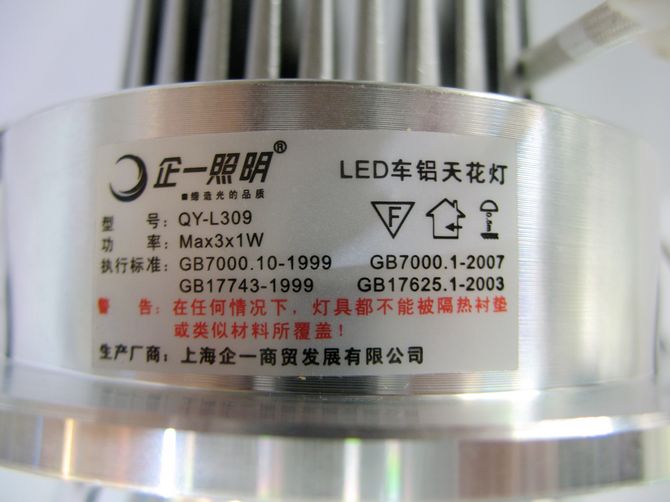 企一照明®
■缔造光的品质
LED车铝天花灯
型 号：QY-L309
功 率：Max3x1W
F
0.5m
执行标准：GB7000.10-1999 GB7000.1-2007
GB17743-1999 GB17625.1-2003
警 告：在任何情况下，灯具都不能被隔热衬垫
或类似材料所覆盖！
生产厂商：上海企一商贸发展有限公司